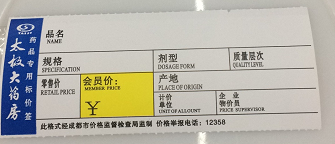 太极大药房
药品专用标价签
品名
NAME
规格
SPECIFICATION
剂型
DOSAGE FORM
质量层次
QUALITY LEVEL
零售价
RETAIL PRICE
会员价:
MEMBER PRICE
¥
产地
PLACE OF ORIGIN
计价
单位
UNIT OF ALLOUNT
企业
物价员
PRICE SUPERVISOR
此格式经成都市价格监督检查局监制 价格举报电话: 12358